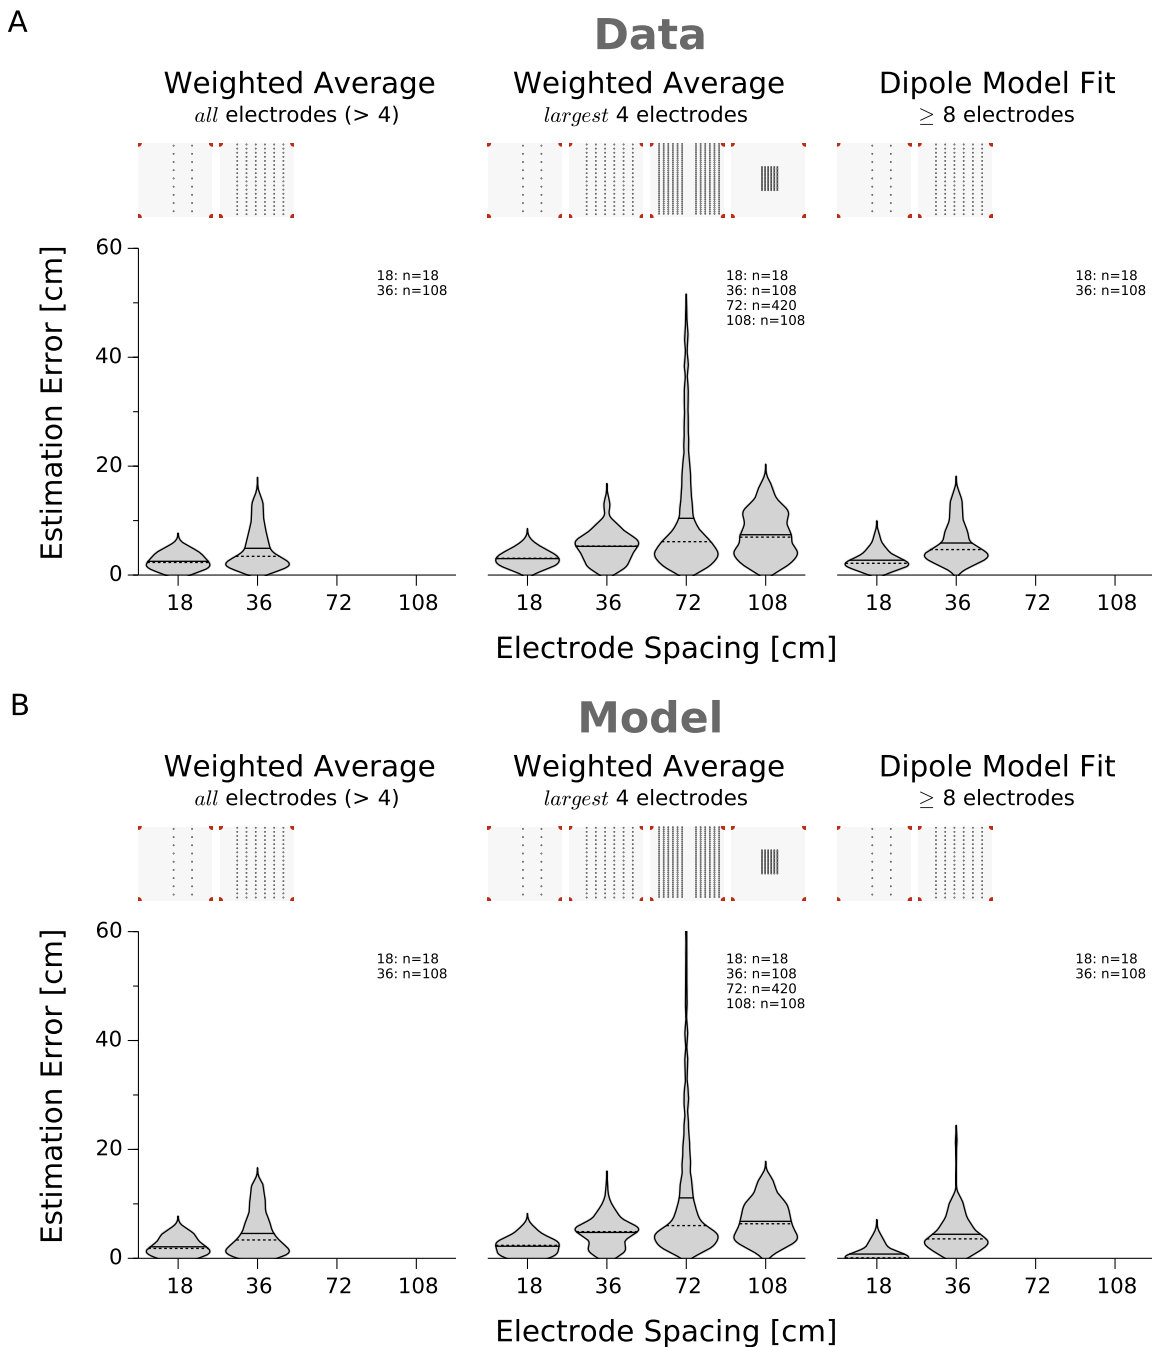 A
Data
Weighted Average
all electrodes (> 4)
Weighted Average
largest 4 electrodes
Dipole Model Fit
≥ 8 electrodes
Estimation Error [cm]
60
40
20
0
18: n=18
36: n=108
18: n=18
36: n=108
72: n=420
108: n=108
18: n=18
36: n=108
18 36 72 108
18 36 72 108
18 36 72 108
Electrode Spacing [cm]
B
Model
Weighted Average
all electrodes (> 4)
Weighted Average
largest 4 electrodes
Dipole Model Fit
≥ 8 electrodes
Estimation Error [cm]
60
40
20
0
18: n=18
36: n=108
18: n=18
36: n=108
72: n=420
108: n=108
18: n=18
36: n=108
18 36 72 108
18 36 72 108
18 36 72 108
Electrode Spacing [cm]